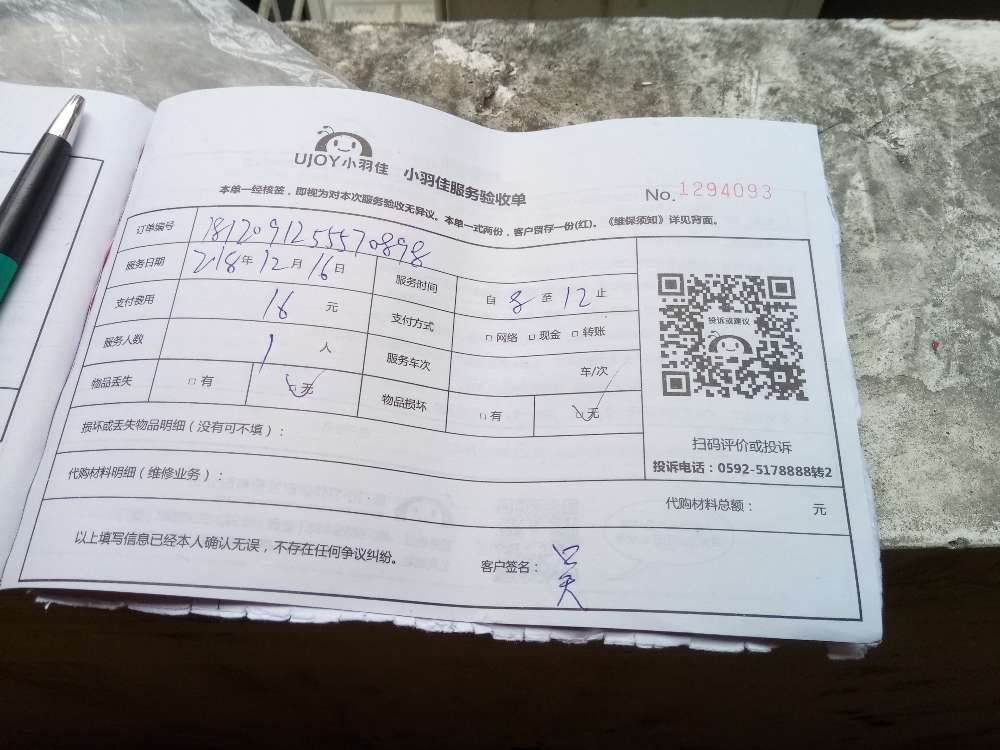 UJOY小羽佳 小羽佳服务验收单
No. 1294093
本单一经核签，即视为对本次服务验收无异议。本单一式两份，客户留存一份(红)。《维保须知》详见背面。
订单编号 1812091255570898
服务日期 218年12月16日 服务时间 自8至12止
支付费用 16 元 支付方式 □网络 □现金 □转账
服务人数 1 人 服务车次 车/次
物品丢失 □有 □无 物品损坏 □有 □无
投诉或建议
扫码评价或投诉
投诉电话：0592-5178888转2
损坏或丢失物品明细（没有可不填）：
代购材料明细（维修业务）：
代购材料总额： 元
以上填写信息已经本人确认无误，不存在任何争议纠纷。
客户签名：吴